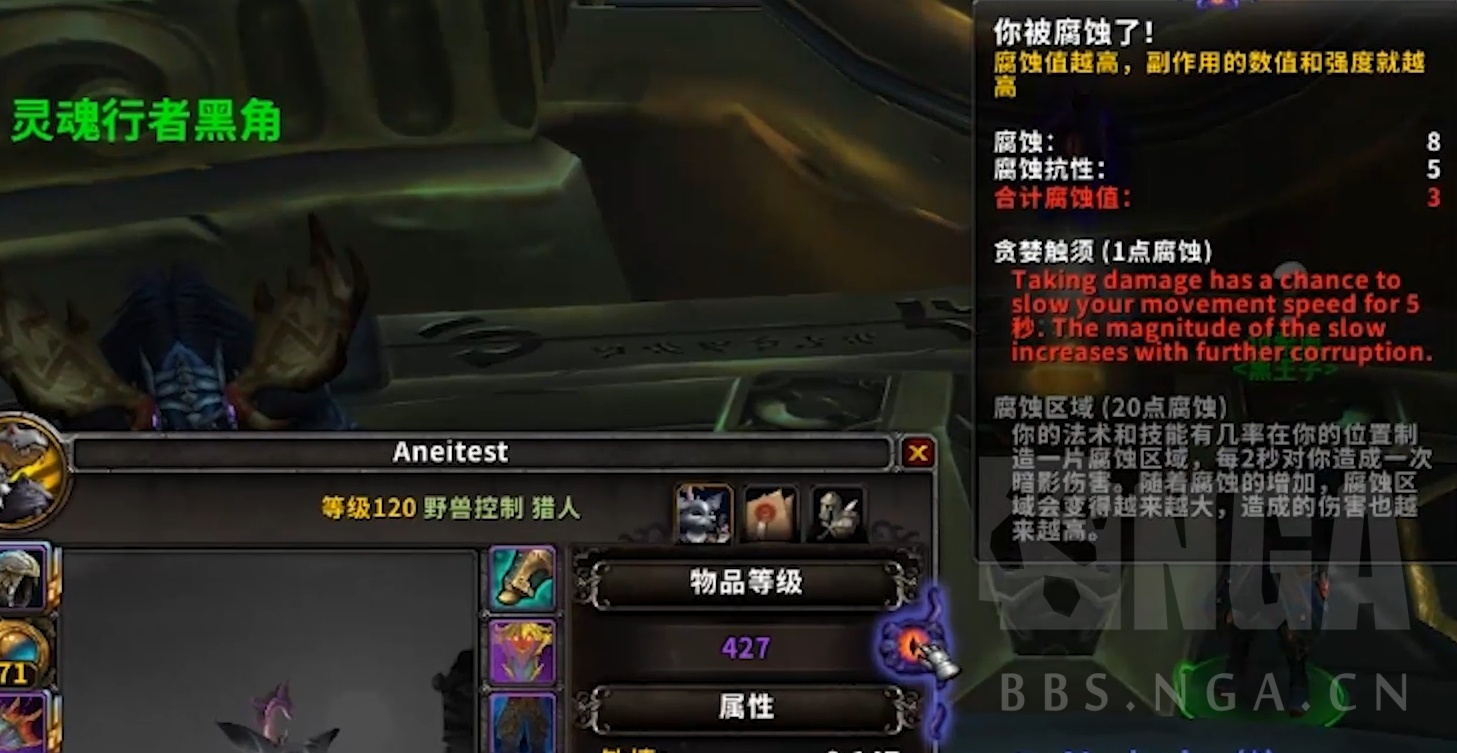 你被腐蚀了！
腐蚀值越高，副作用的数值和强度就越
高
腐蚀： 8
腐蚀抗性： 5
合计腐蚀值： 3
贪婪触须 (1点腐蚀)
Taking damage has a chance to
slow your movement speed for 5
秒. The magnitude of the slow
increases with further corruption.
<黑王子>
腐蚀区域 (20点腐蚀)
你的法术和技能有几率在你的位置制
造一片腐蚀区域，每2秒对你造成一次
暗影伤害。随着腐蚀的增加，腐蚀区
域会变得越来越大，造成的伤害也越
来越高。
灵魂行者黑角
Aneitest
等级120 野兽控制 猎人
物品等级
427
属性
71
NGA
BBS.NGA.CN